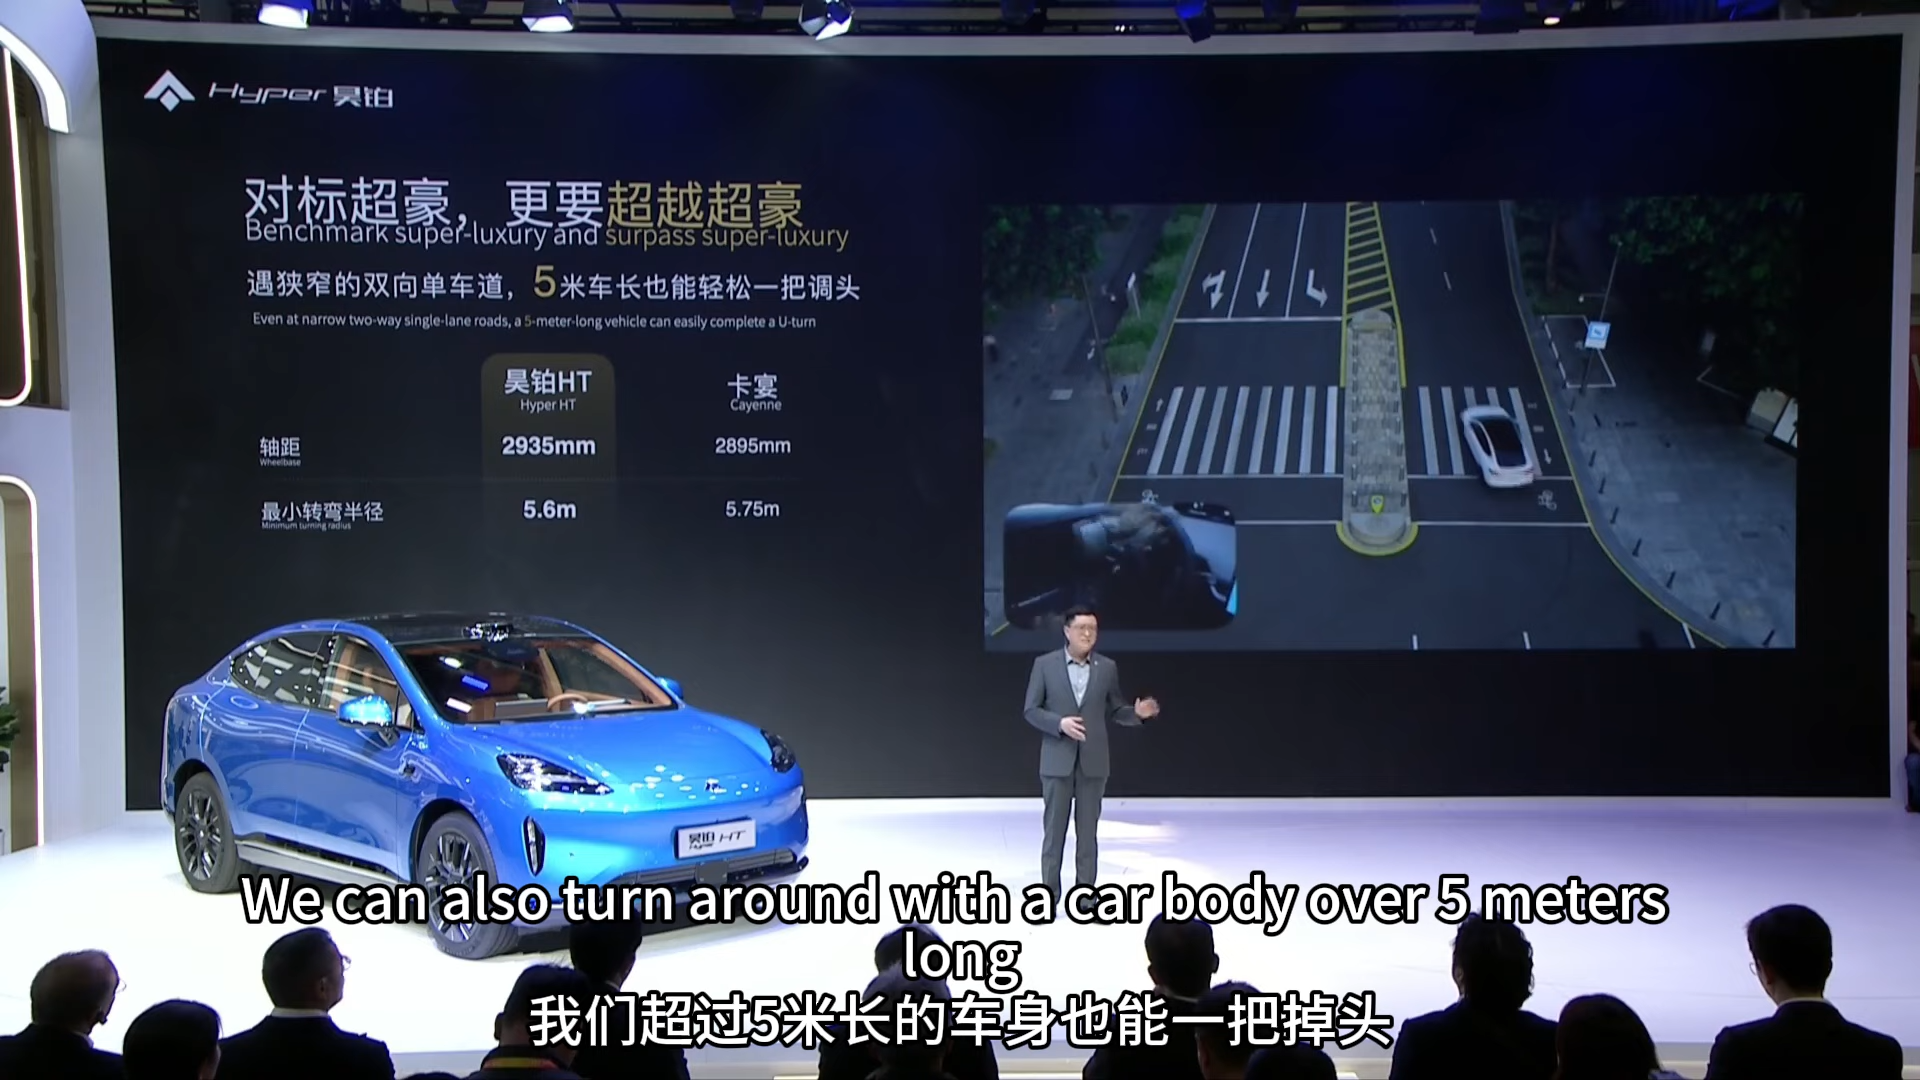 Hyper 昊铂
对标超豪，更要超越超豪
Benchmark super-luxury and surpass super-luxury
遇狭窄的双向单车道，5米车长也能轻松一把调头
Even at narrow two-way single-lane roads, a 5-meter-long vehicle can easily complete a U-turn
昊铂HT 卡宴
Hyper HT Cayenne
轴距 2935mm 2895mm
Wheelbase
最小转弯半径 5.6m 5.75m
Minimum turning radius
昊铂 HT
Hyper
We can also turn around with a car body over 5 meters
long
我们超过5米长的车身也能一把掉头